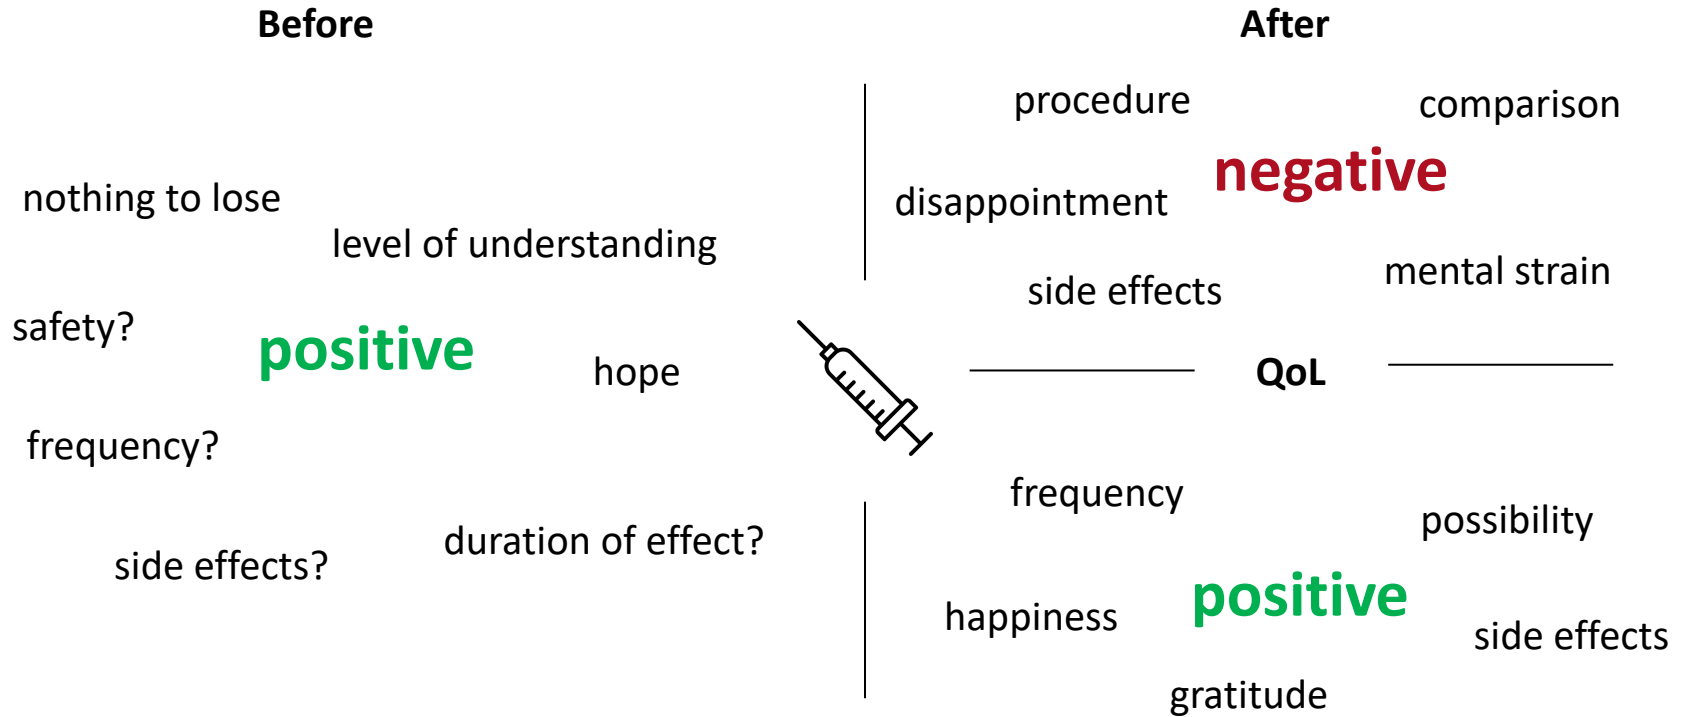 Before
nothing to lose
level of understanding
safety?
positive
hope
frequency?
duration of effect?
side effects?
After
procedure
comparison
negative
disappointment
mental strain
side effects
QoL
frequency
possibility
positive
happiness
side effects
gratitude